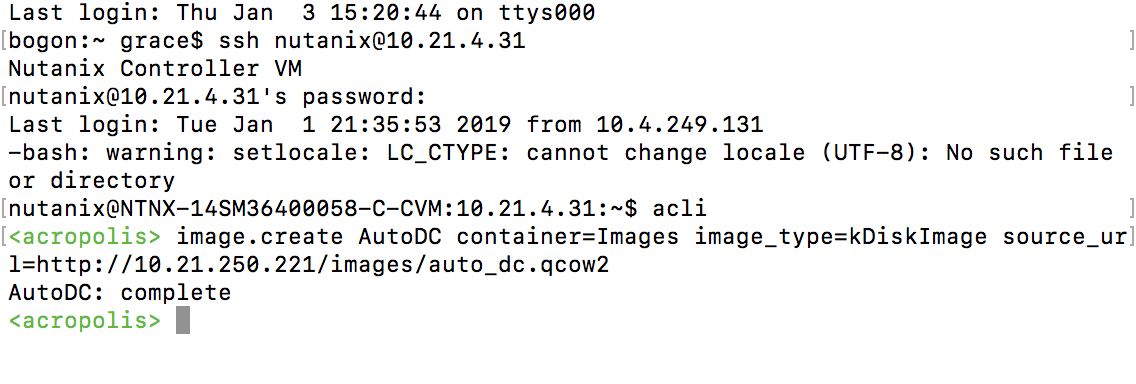 Last login: Thu Jan  3 15:20:44 on ttys000
[bogon:~ grace$ ssh nutanix@10.21.4.31 ]
Nutanix Controller VM
[nutanix@10.21.4.31's password: ]
Last login: Tue Jan  1 21:35:53 2019 from 10.4.249.131
-bash: warning: setlocale: LC_CTYPE: cannot change locale (UTF-8): No such file
or directory
[nutanix@NTNX-14SM36400058-C-CVM:10.21.4.31:~$ acli ]
[<acropolis> image.create AutoDC container=Images image_type=kDiskImage source_ur]
l=http://10.21.250.221/images/auto_dc.qcow2
AutoDC: complete
<acropolis>